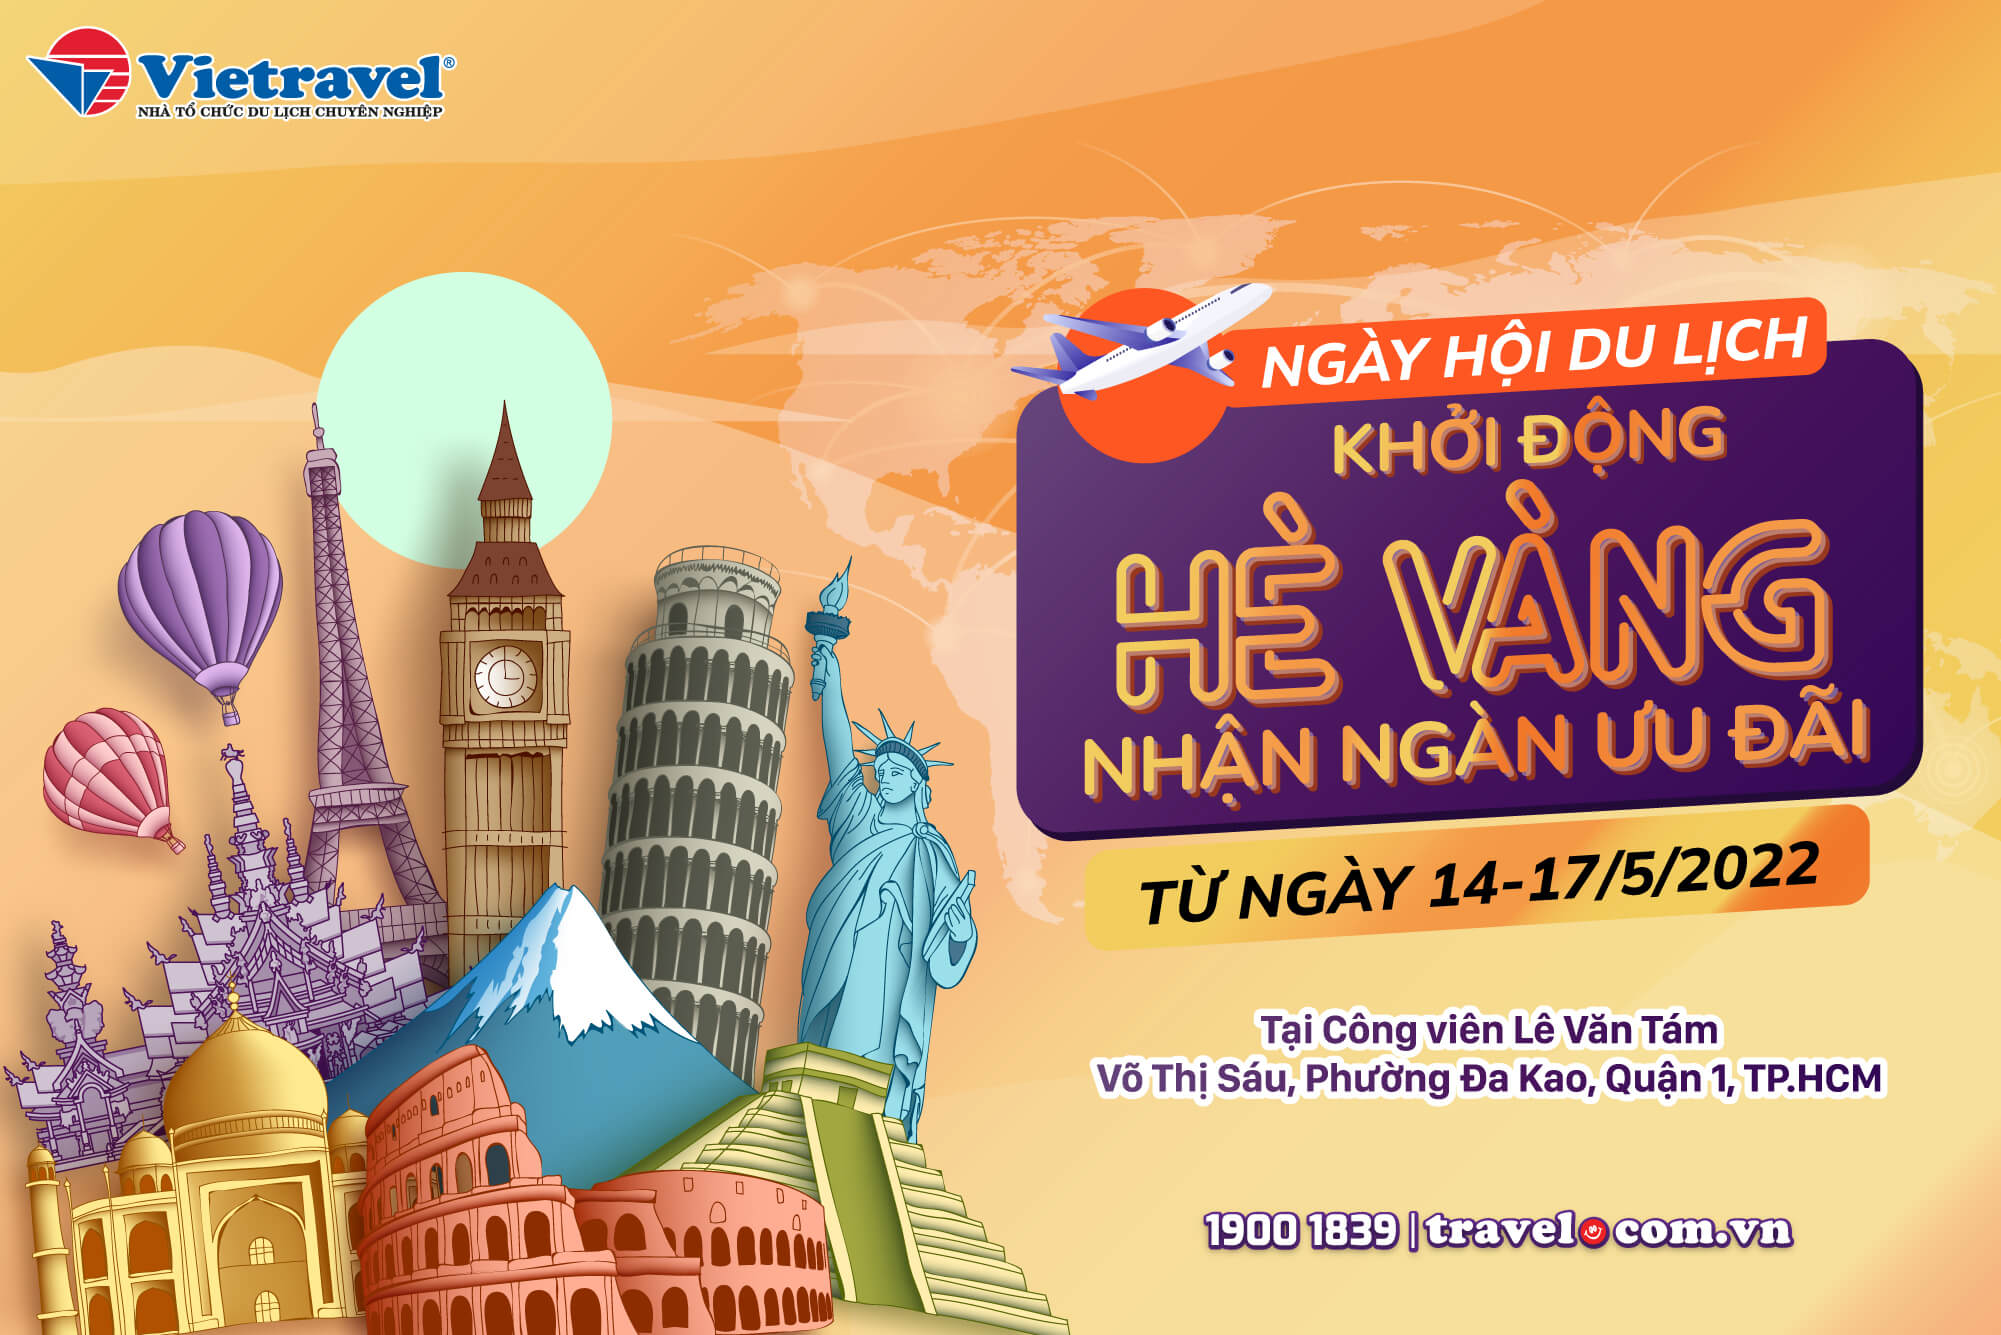 Vietravel®
NHÀ TỔ CHỨC DU LỊCH CHUYÊN NGHIỆP
NGÀY HỘI DU LỊCH
KHỞI ĐỘNG
HÈ VÀNG
NHẬN NGÀN ƯU ĐÃI
TỪ NGÀY 14-17/5/2022
Tại Công viên Lê Văn Tám
Võ Thị Sáu, Phường Đa Kao, Quận 1, TP.HCM
1900 1839 | travel.com.vn